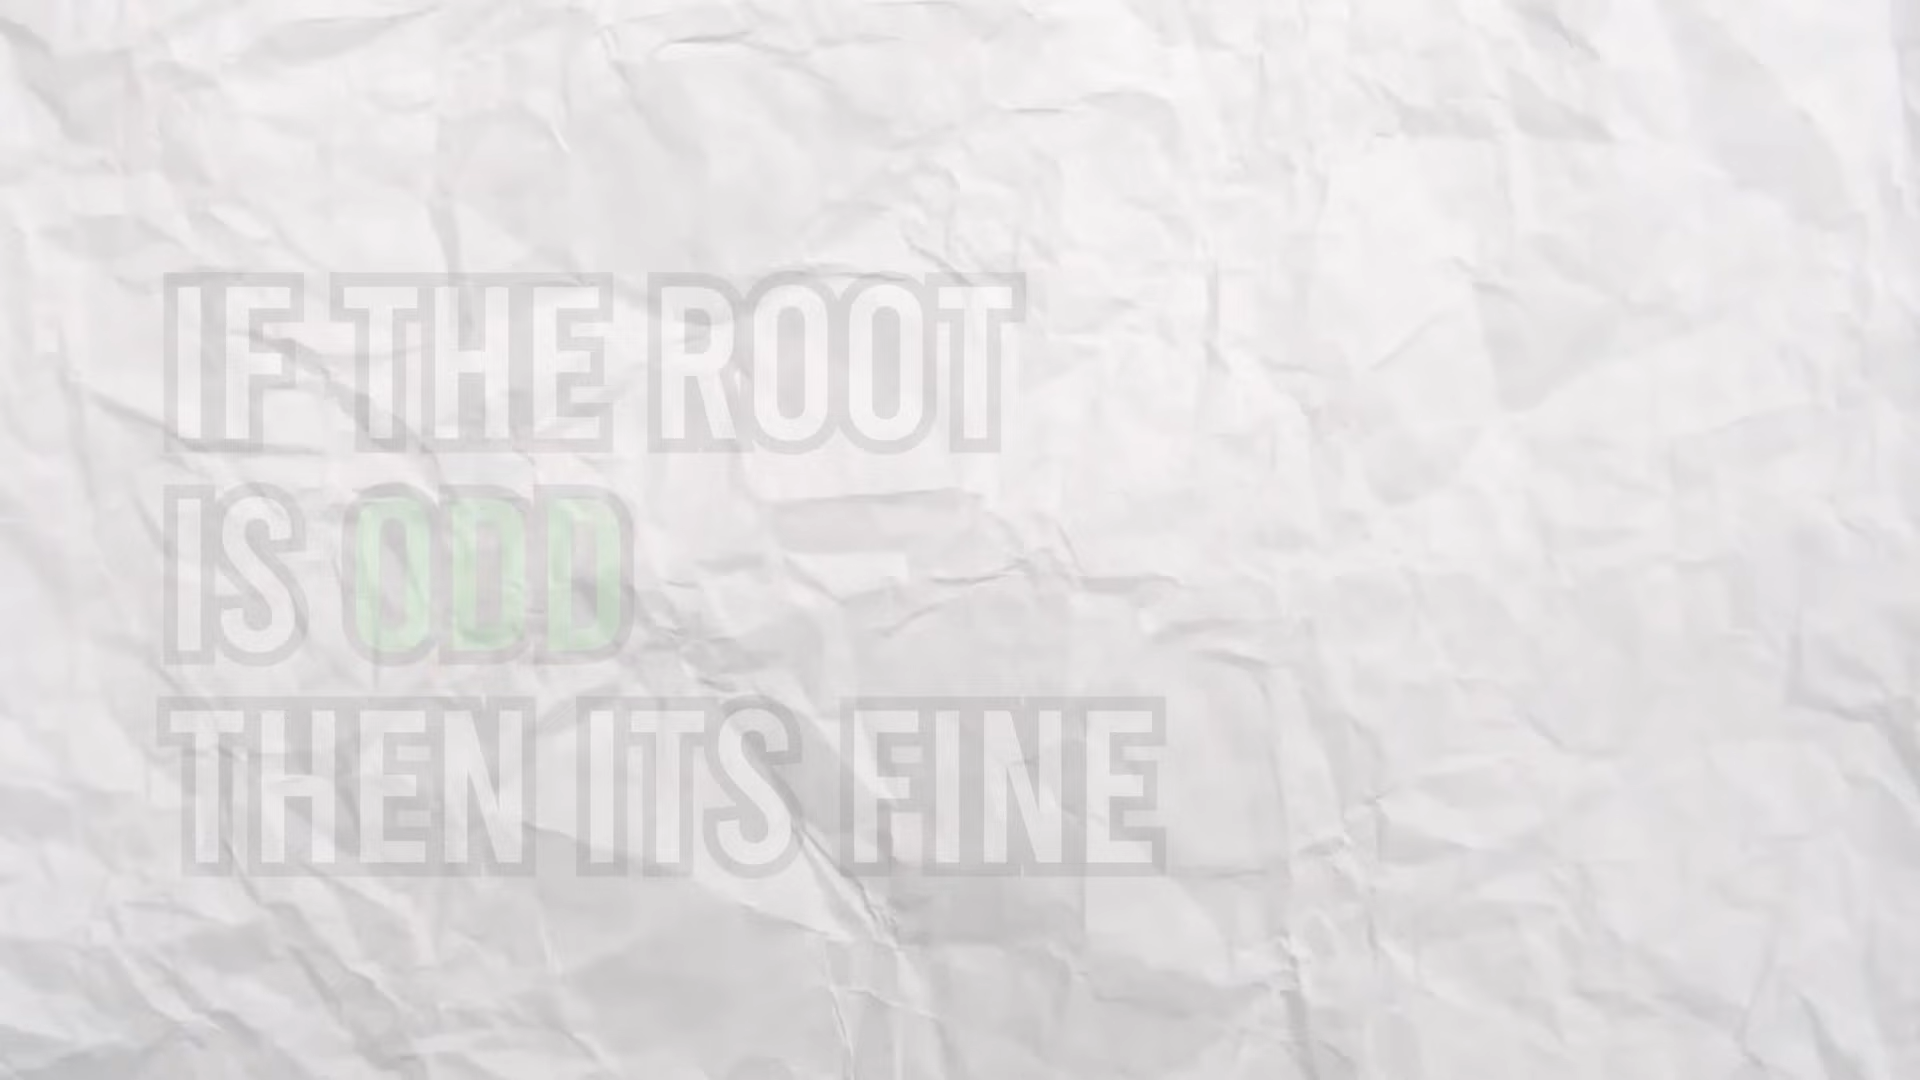 IF THE ROOT
IS ODD
THEN ITS FINE